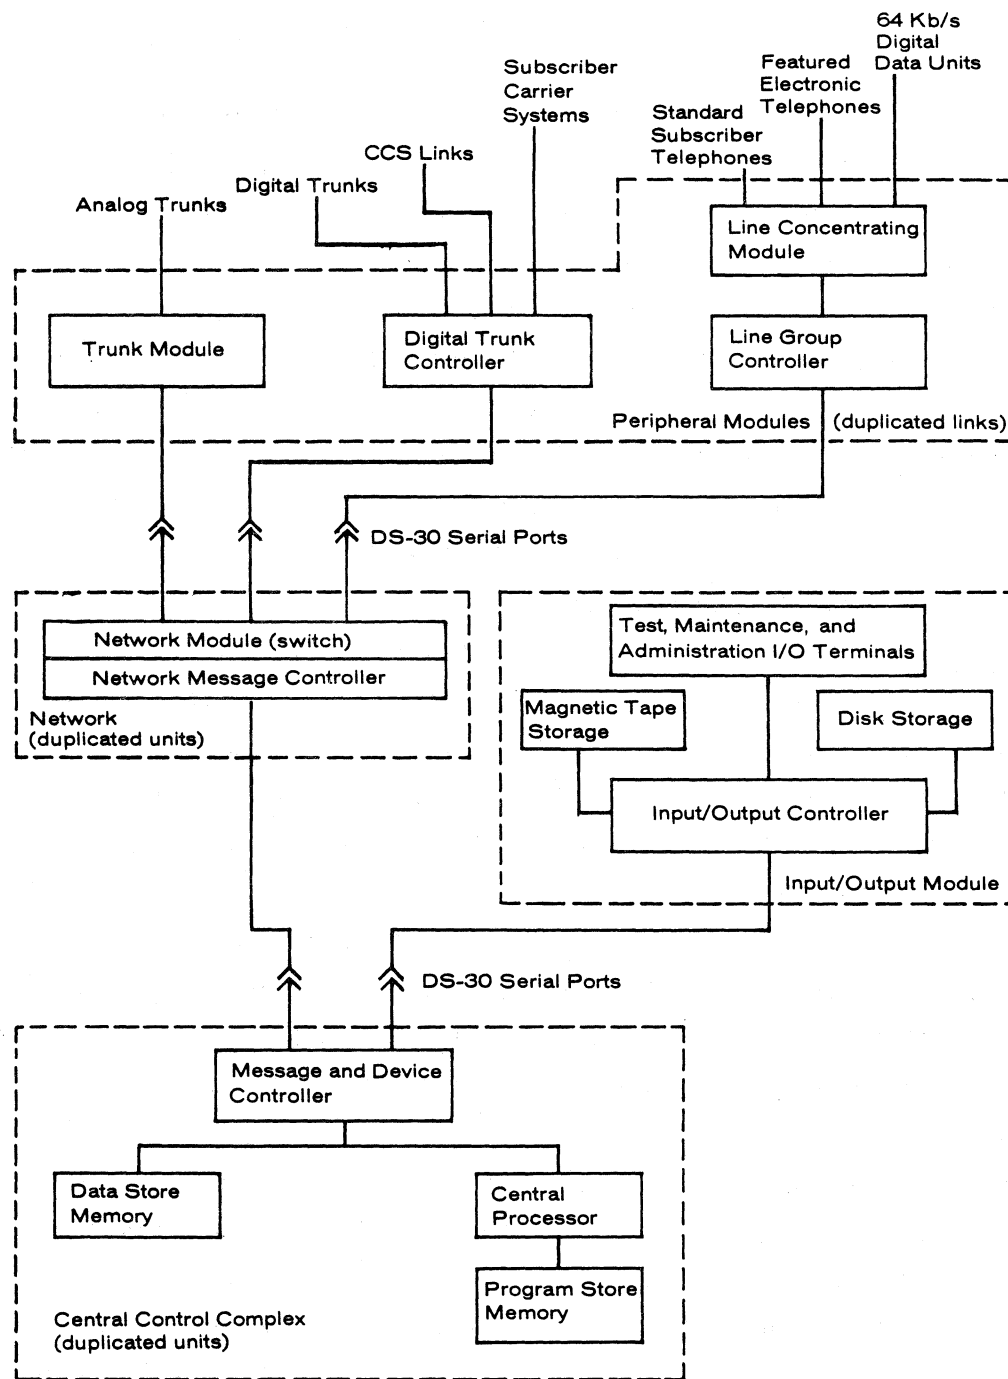 64 Kb/s
Digital
Data Units
Featured
Electronic
Telephones
Subscriber
Carrier
Systems
Standard
Subscriber
Telephones
CCS Links
Digital Trunks
Analog Trunks
Line Concentrating
Module
Trunk Module
Digital Trunk
Controller
Line Group
Controller
Peripheral Modules (duplicated links)
DS-30 Serial Ports
Network Module (switch)
Network Message Controller
Network
(duplicated units)
Test, Maintenance, and
Administration I/O Terminals
Magnetic Tape
Storage
Disk Storage
Input/Output Controller
Input/Output Module
DS-30 Serial Ports
Message and Device
Controller
Data Store
Memory
Central
Processor
Program Store
Memory
Central Control Complex
(duplicated units)